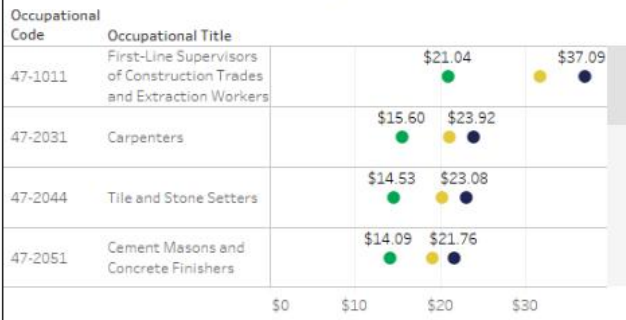 Occupational
Code
Occupational Title
47-1011
First-Line Supervisors
of Construction Trades
and Extraction Workers
$21.04
$37.09
47-2031
Carpenters
$15.60
$23.92
47-2044
Tile and Stone Setters
$14.53
$23.08
47-2051
Cement Masons and
Concrete Finishers
$14.09
$21.76
$0
$10
$20
$30